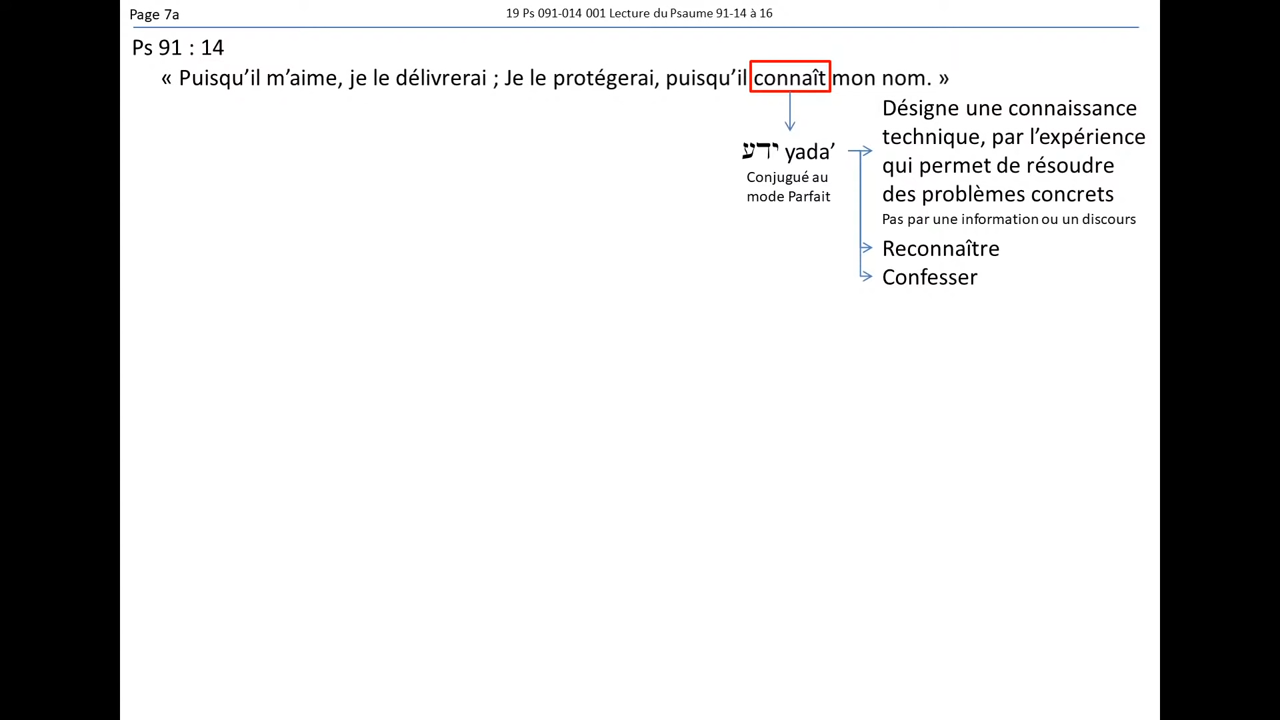 Page 7a
19 Ps 091-014 001 Lecture du Psaume 91-14 à 16
Ps 91 : 14
« Puisqu’il m’aime, je le délivrerai ; Je le protégerai, puisqu’il connaît mon nom. »
ידע yada’
Conjugué au
mode Parfait
Désigne une connaissance
technique, par l’expérience
qui permet de résoudre
des problèmes concrets
Pas par une information ou un discours
Reconnaître
Confesser